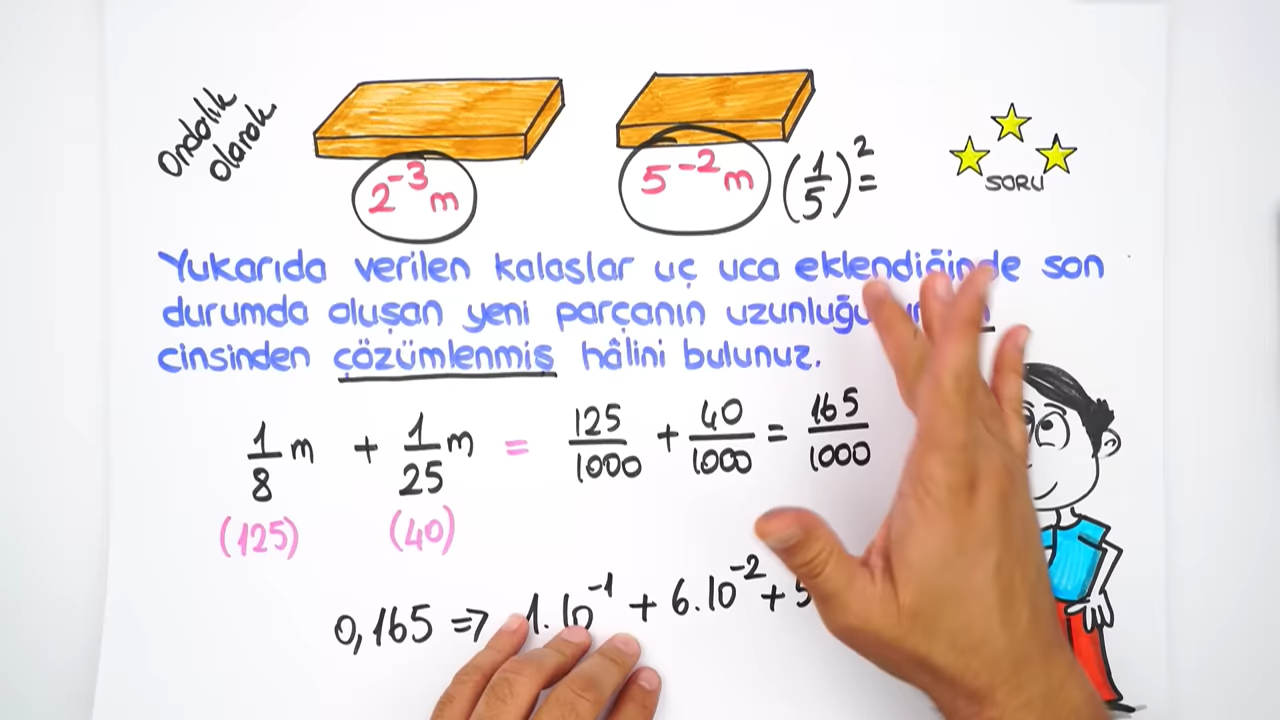 Ondalık
olarak
2⁻³ m
5⁻² m (1/5)² =
SORU
Yukarıda verilen kalaslar uç uca eklendiğinde son
durumda oluşan yeni parçanın
cinsinden çözümlenmiş hâlini bulunuz.
1/8 m + 1/25 m = 125/1000 + 40/1000 = 165/1000
(125) (40)
0,165 ⇒ 1.10⁻¹ + 6.10⁻² + 5